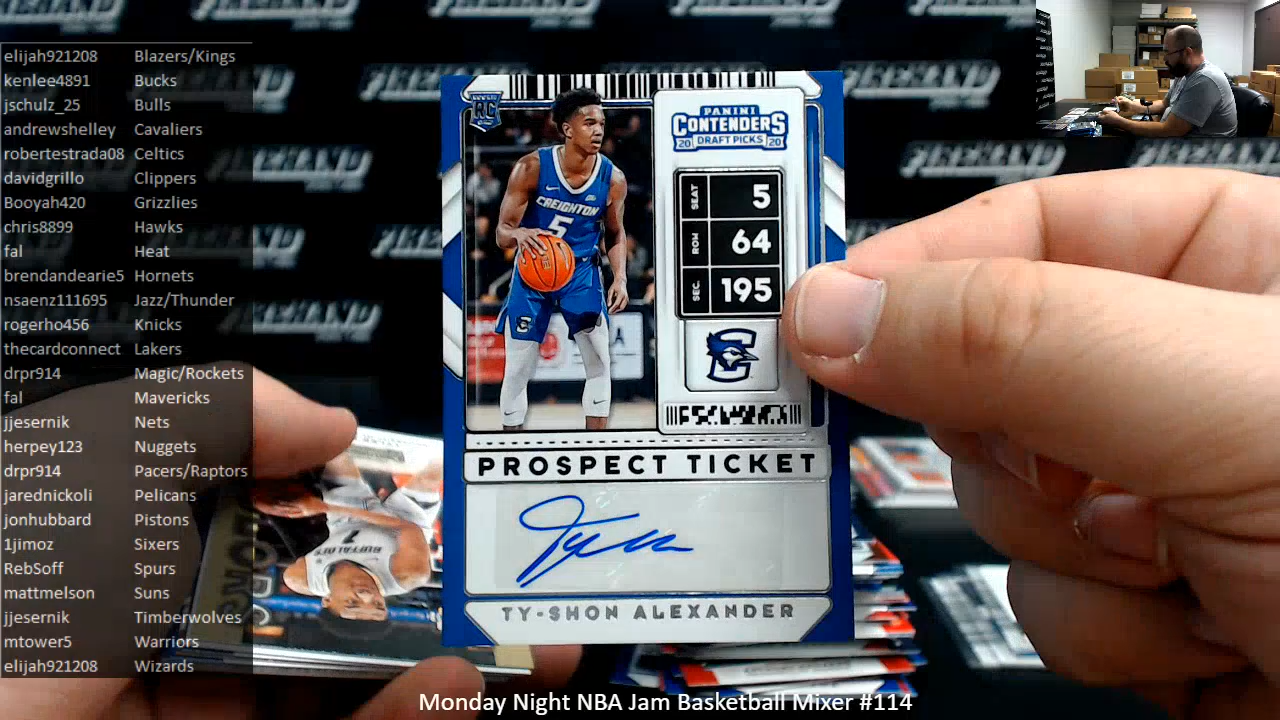 elijah921208 Blazers/Kings
kenlee4891 Bucks
jschulz_25 Bulls
andrewshelley Cavaliers
robertestrada08 Celtics
davidgrillo Clippers
Booyah420 Grizzlies
chris8899 Hawks
fal Heat
brendandearie5 Hornets
nsaenz111695 Jazz/Thunder
rogerho456 Knicks
thecardconnect Lakers
drpr914 Magic/Rockets
fal Mavericks
jjesernik Nets
herpey123 Nuggets
drpr914 Pacers/Raptors
jarednickoli Pelicans
jonhubbard Pistons
1jimoz Sixers
RebSoff Spurs
mattmelson Suns
jjesernik Timberwolves
mtower5 Warriors
elijah921208 Wizards
RC
PANINI
CONTENDERS
20 DRAFT PICKS 20
SEAT 5
ROW 64
SEC. 195
CREIGHTON
5
PROSPECT TICKET
TY-SHON ALEXANDER
BUFFALOES
1
Monday Night NBA Jam Basketball Mixer #114